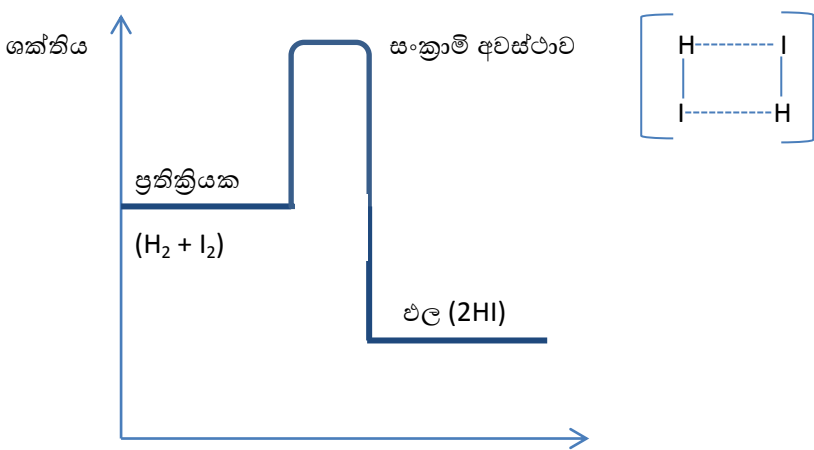 ශක්තිය
සංක්‍රාමි අවස්ථාව
H I
I H
ප්‍රතික්‍රියක
(H₂ + I₂)
ඵල (2HI)